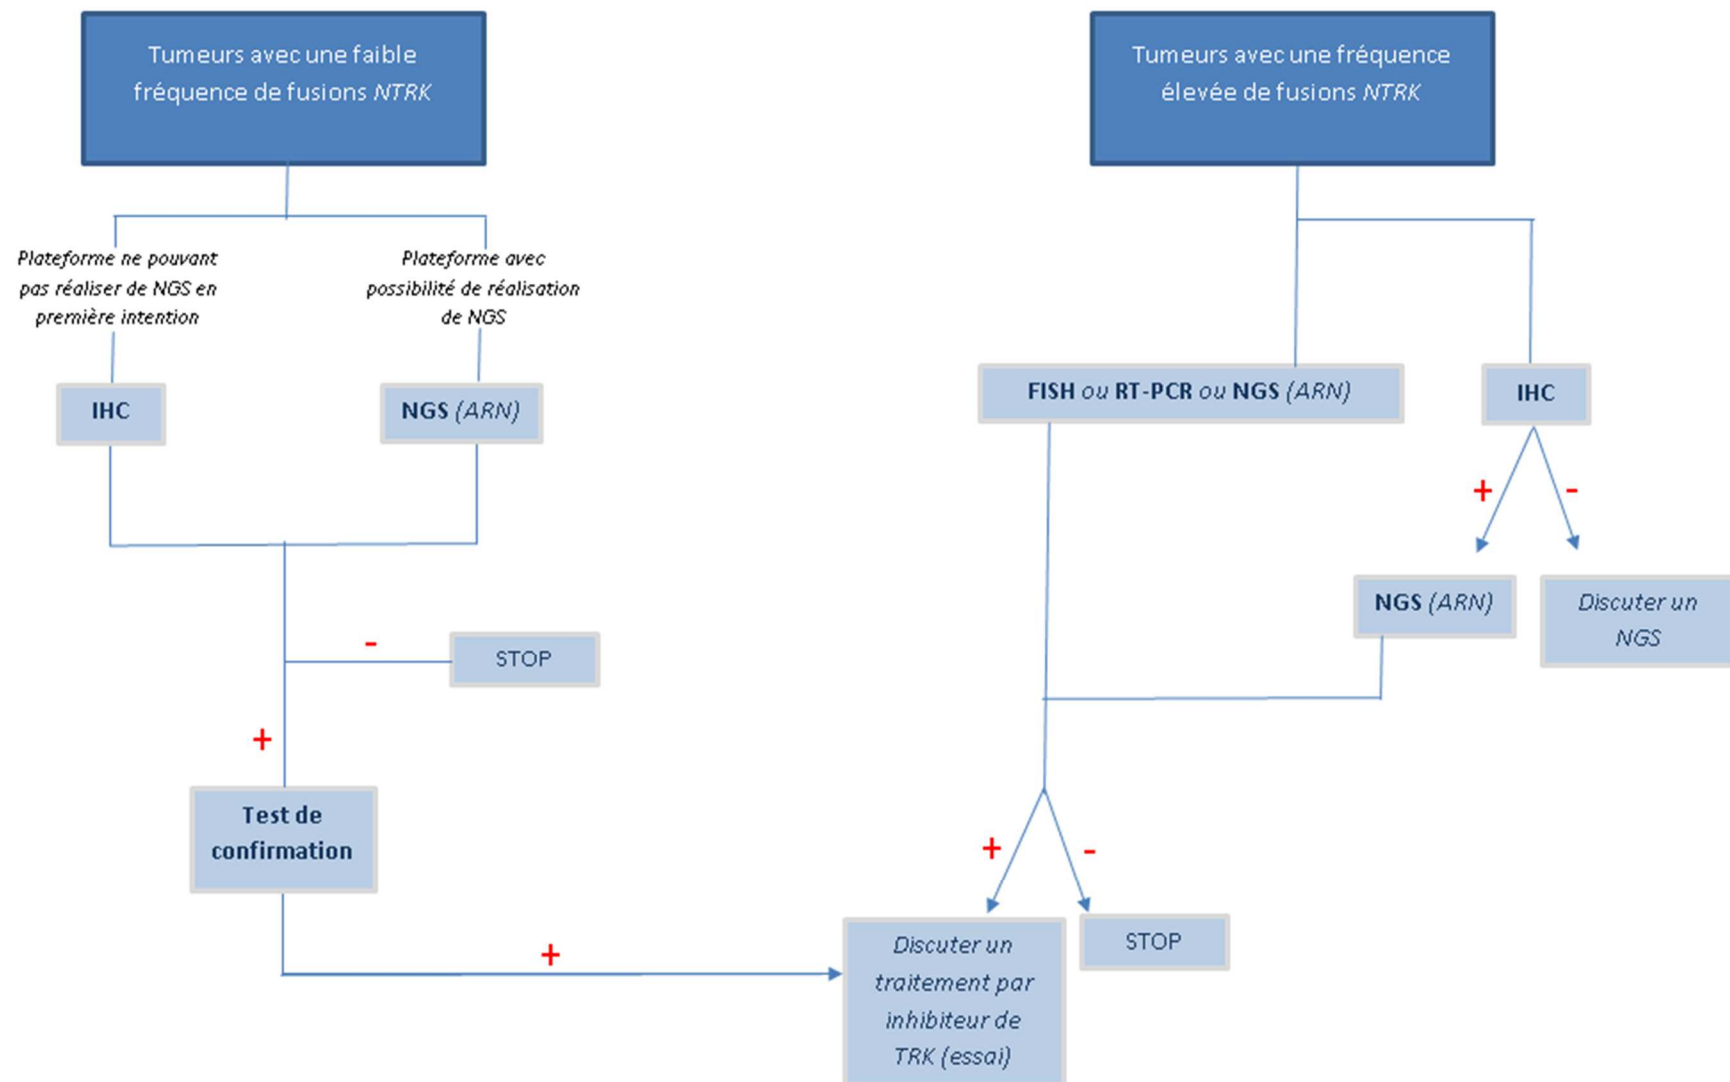 Tumeurs avec une faible
fréquence de fusions NTRK
Plateforme ne pouvant
pas réaliser de NGS en
première intention
Plateforme avec
possibilité de réalisation
de NGS
IHC
NGS (ARN)
-
STOP
+
Test de
confirmation
+
Tumeurs avec une fréquence
élevée de fusions NTRK
FISH ou RT-PCR ou NGS (ARN)
IHC
+
-
NGS (ARN)
Discuter un
NGS
+
-
Discuter un
traitement par
inhibiteur de
TRK (essai)
STOP